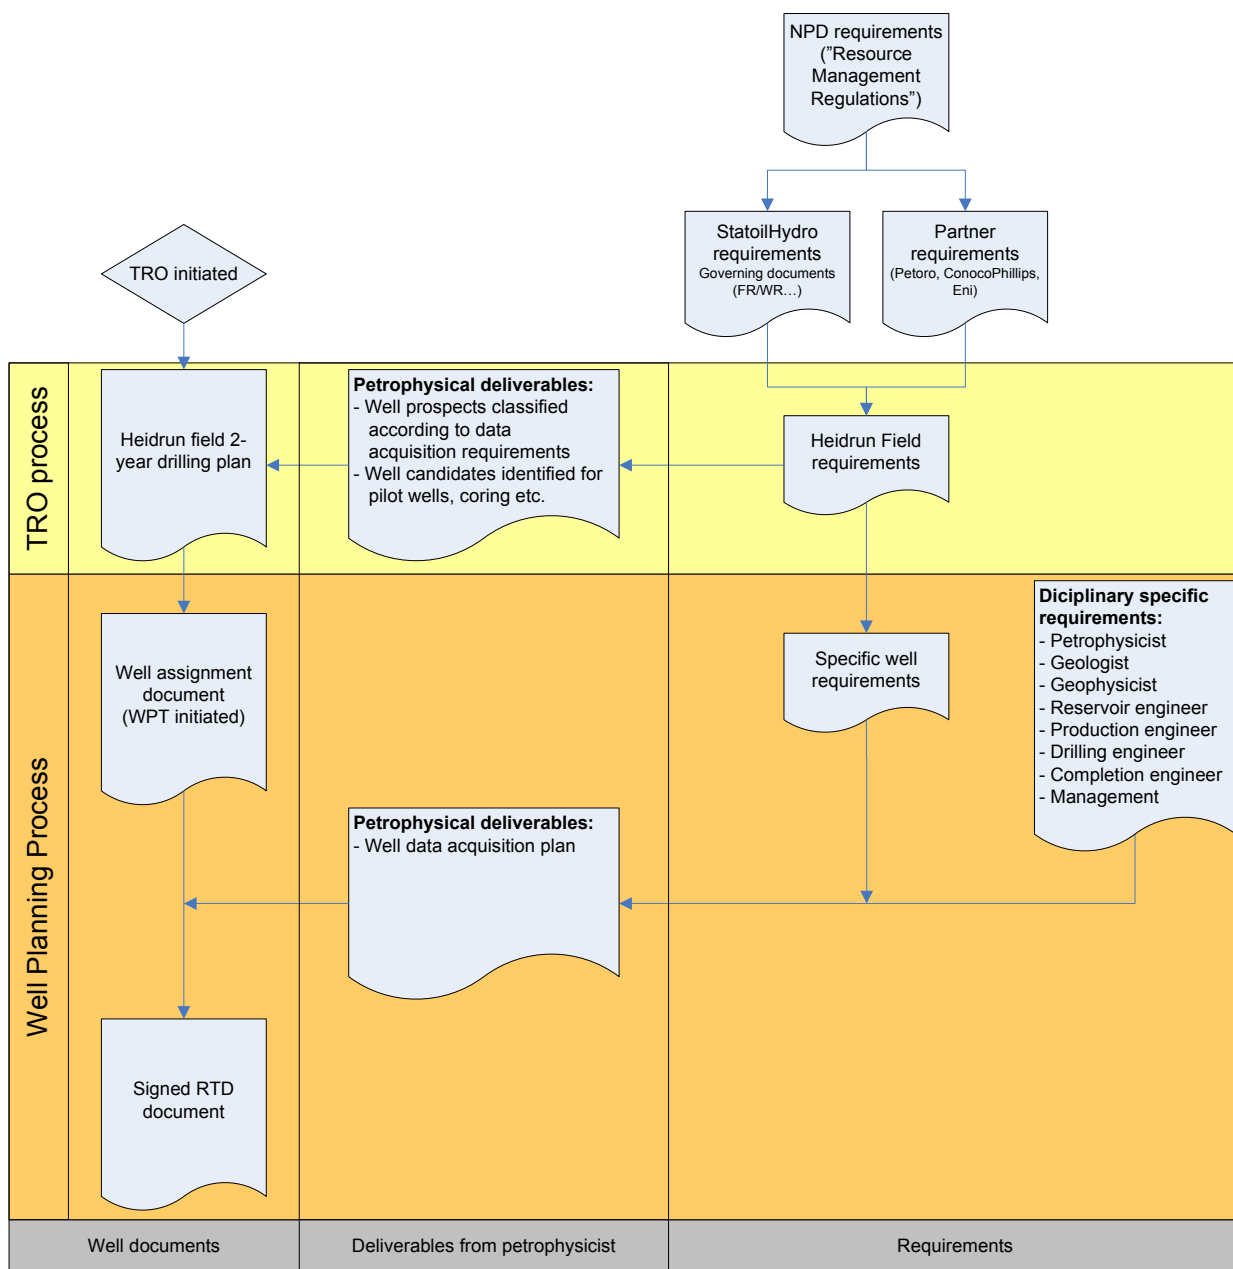 NPD requirements
(”Resource
Management
Regulations”)
StatoilHydro
requirements
Governing documents
(FR/WR…)
Partner
requirements
(Petoro, ConocoPhillips,
Eni)
TRO initiated
TRO process
Heidrun field 2-
year drilling plan
Petrophysical deliverables:
- Well prospects classified
according to data
acquisition requirements
- Well candidates identified for
pilot wells, coring etc.
Heidrun Field
requirements
Well Planning Process
Well assignment
document
(WPT initiated)
Specific well
requirements
Diciplinary specific
requirements:
- Petrophysicist
- Geologist
- Geophysicist
- Reservoir engineer
- Production engineer
- Drilling engineer
- Completion engineer
- Management
Petrophysical deliverables:
- Well data acquisition plan
Signed RTD
document
Well documents
Deliverables from petrophysicist
Requirements